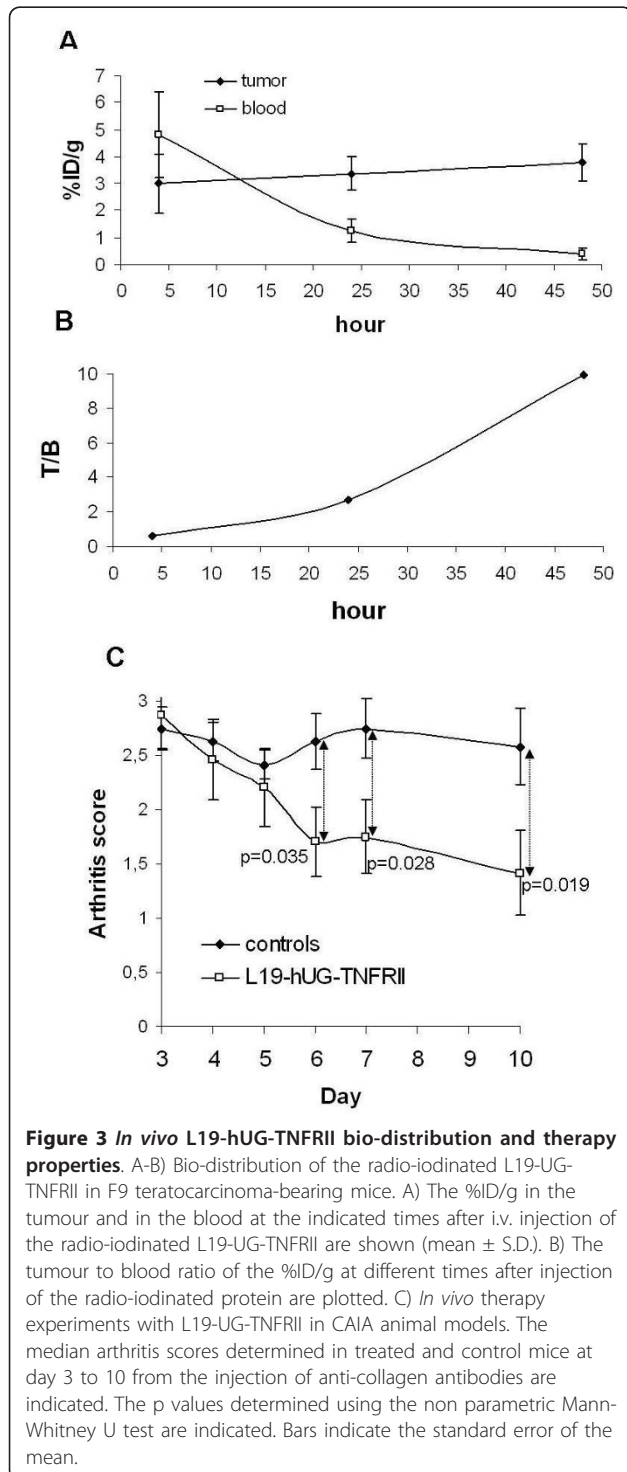 A
7
6
5
4
3
2
1
0
%ID/g
tumor
blood
0 5 10 15 20 25 30 35 40 45 50
hour
B
10
8
6
4
2
0
T/B
0 5 10 15 20 25 30 35 40 45 50
hour
C
3
2,5
2
1,5
1
0,5
0
Arthritis score
p=0.035
p=0.028
p=0.019
controls
L19-hUG-TNFRII
3 4 5 6 7 8 9 10
Day
Figure 3 In vivo L19-hUG-TNFRII bio-distribution and therapy
properties. A-B) Bio-distribution of the radio-iodinated L19-UG-
TNFRII in F9 teratocarcinoma-bearing mice. A) The %ID/g in the
tumour and in the blood at the indicated times after i.v. injection of
the radio-iodinated L19-UG-TNFRII are shown (mean ± S.D.). B) The
tumour to blood ratio of the %ID/g at different times after injection
of the radio-iodinated protein are plotted. C) In vivo therapy
experiments with L19-UG-TNFRII in CAIA animal models. The
median arthritis scores determined in treated and control mice at
day 3 to 10 from the injection of anti-collagen antibodies are
indicated. The p values determined using the non parametric Mann-
Whitney U test are indicated. Bars indicate the standard error of the
mean.